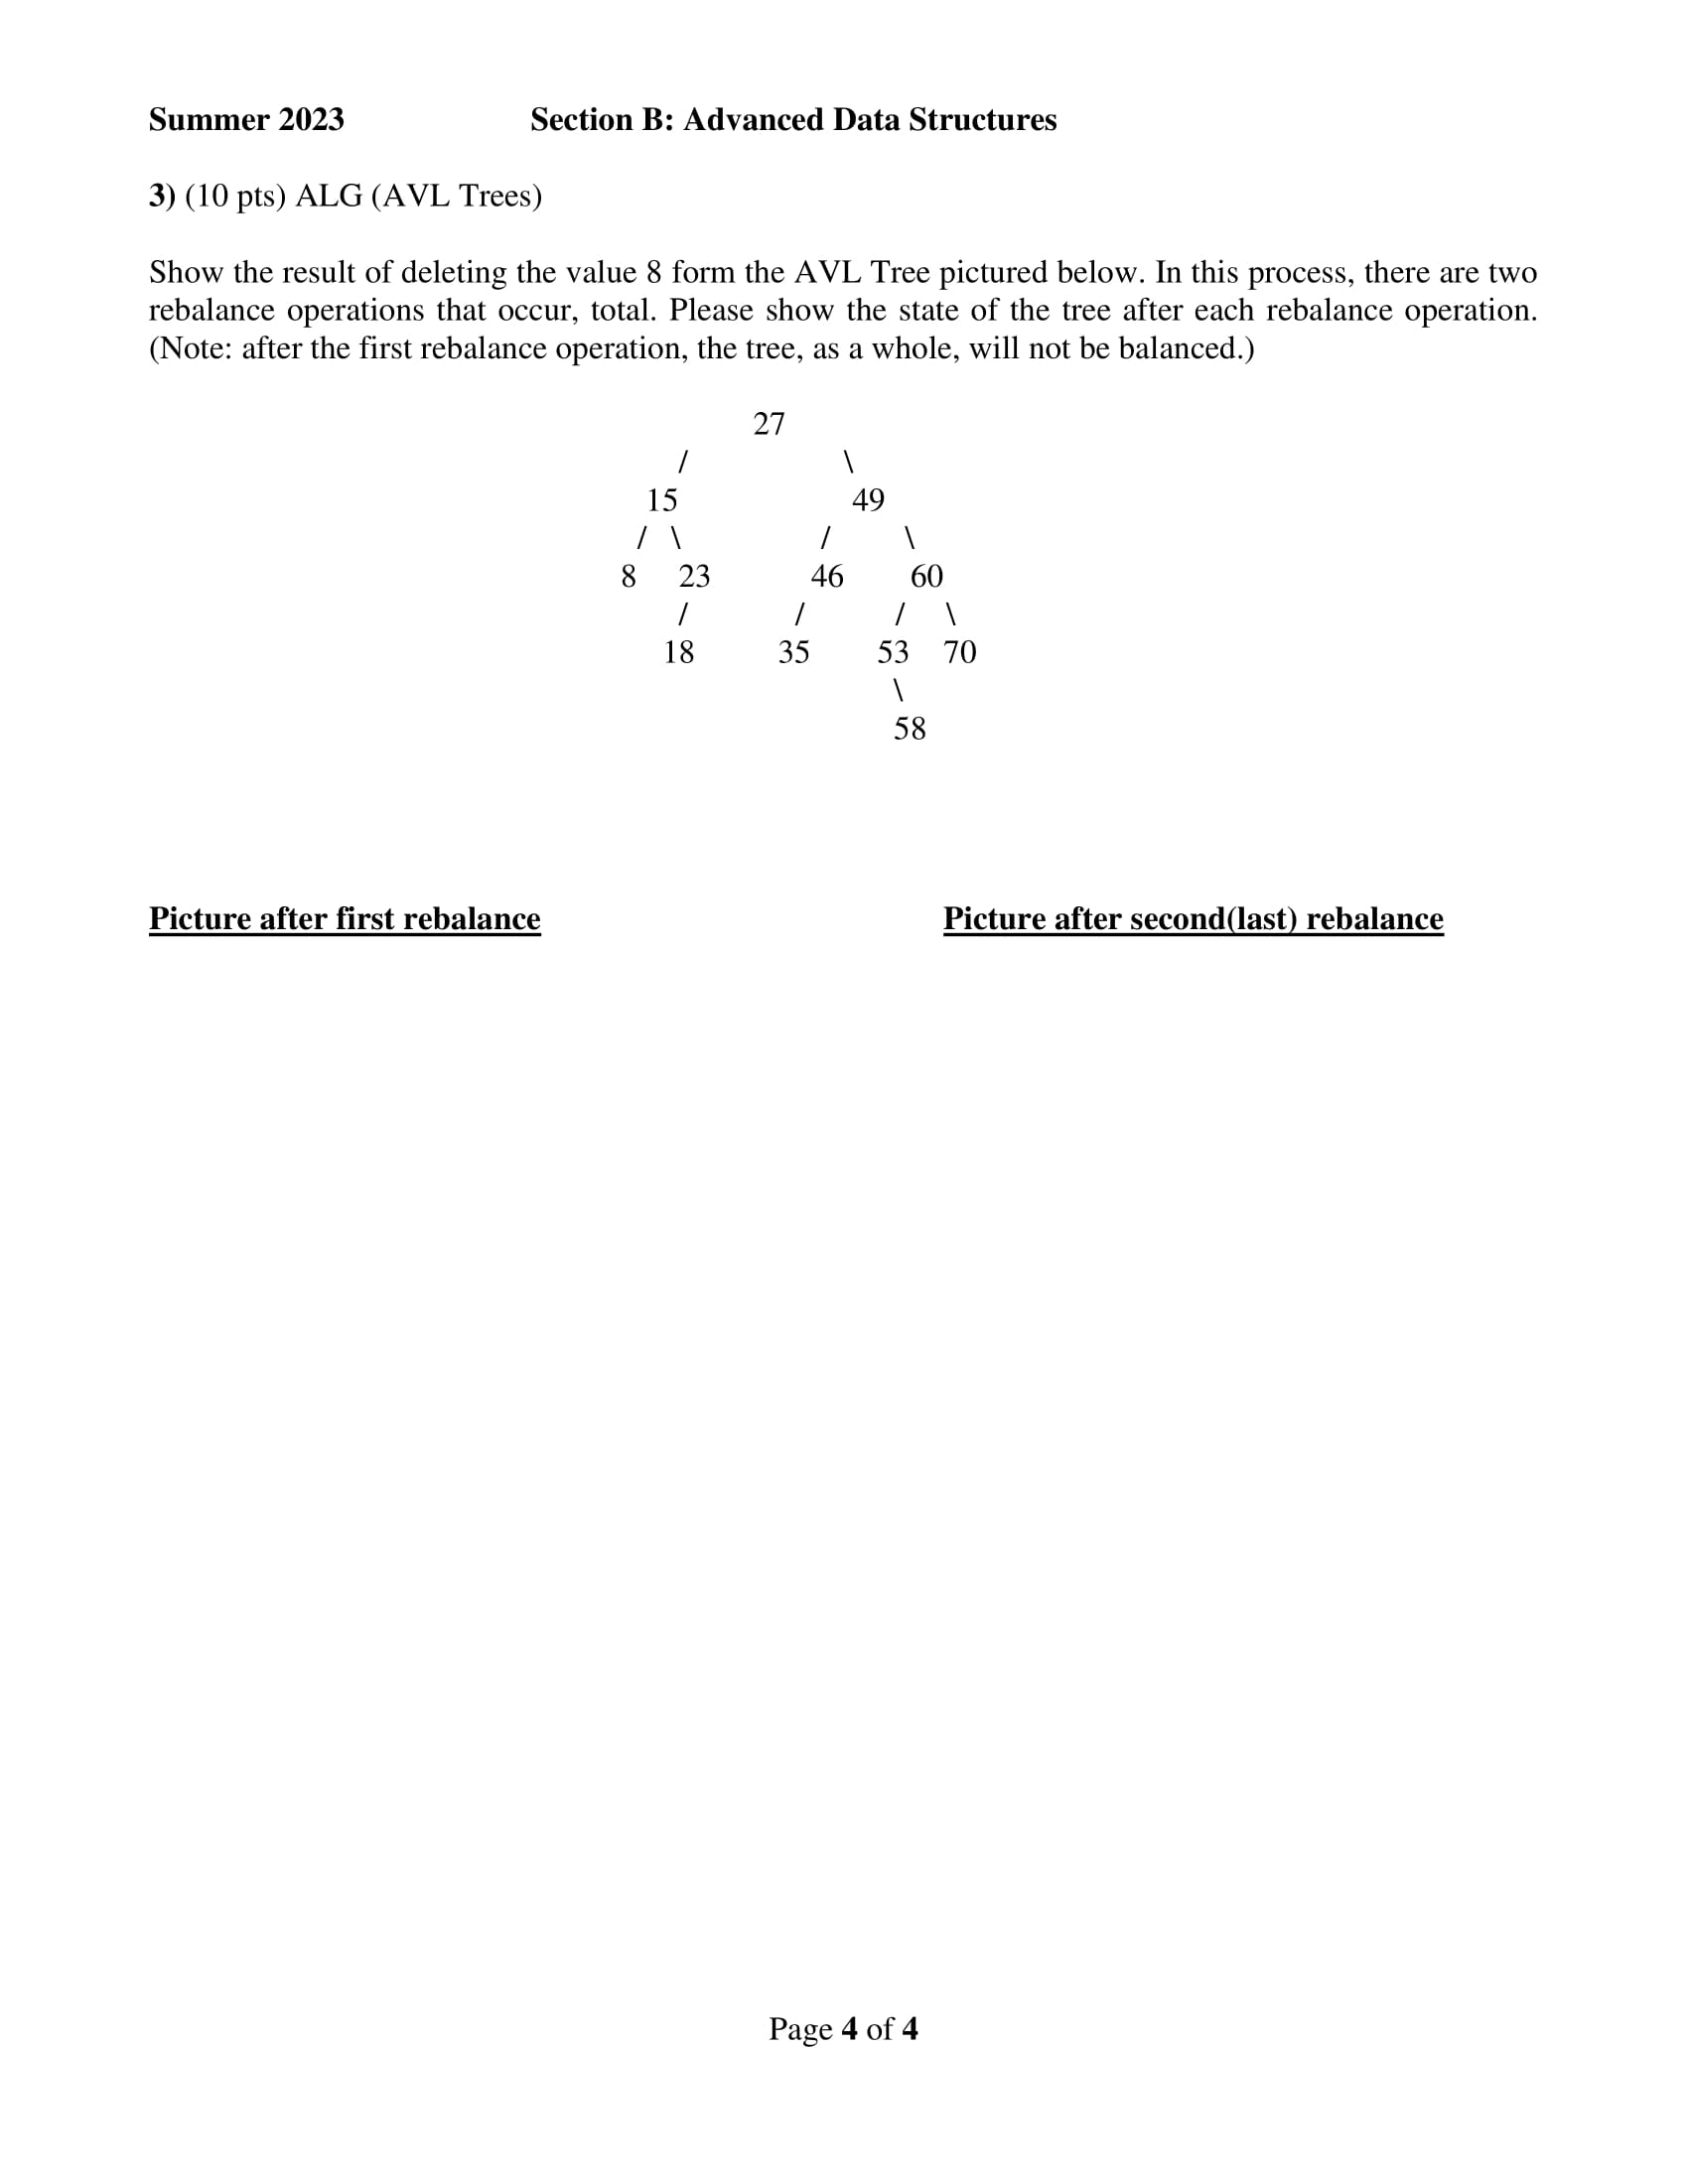 Summer 2023 Section B: Advanced Data Structures
3) (10 pts) ALG (AVL Trees)
Show the result of deleting the value 8 form the AVL Tree pictured below. In this process, there are two
rebalance operations that occur, total. Please show the state of the tree after each rebalance operation.
(Note: after the first rebalance operation, the tree, as a whole, will not be balanced.)
27
/ \
15 49
/ \ / \
8 23 46 60
/ / / \
18 35 53 70
\
58
Picture after first rebalance Picture after second(last) rebalance
Page 4 of 4